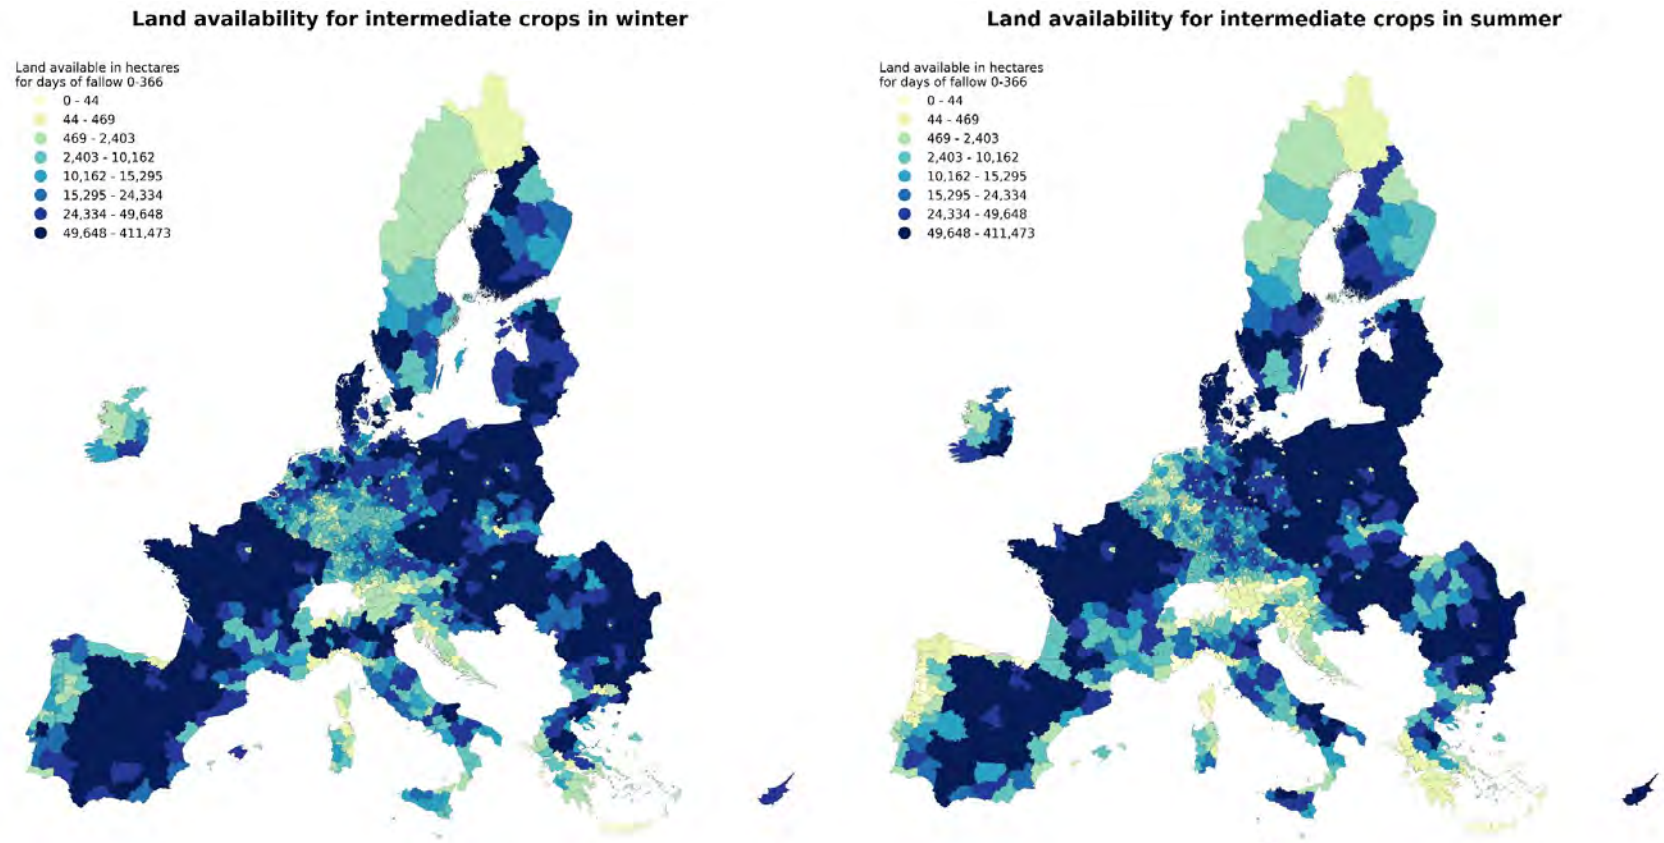 Land availability for intermediate crops in winter
Land available in hectares
for days of fallow 0-366
0 - 44
44 - 469
469 - 2,403
2,403 - 10,162
10,162 - 15,295
15,295 - 24,334
24,334 - 49,648
49,648 - 411,473
Land availability for intermediate crops in summer
Land available in hectares
for days of fallow 0-366
0 - 44
44 - 469
469 - 2,403
2,403 - 10,162
10,162 - 15,295
15,295 - 24,334
24,334 - 49,648
49,648 - 411,473